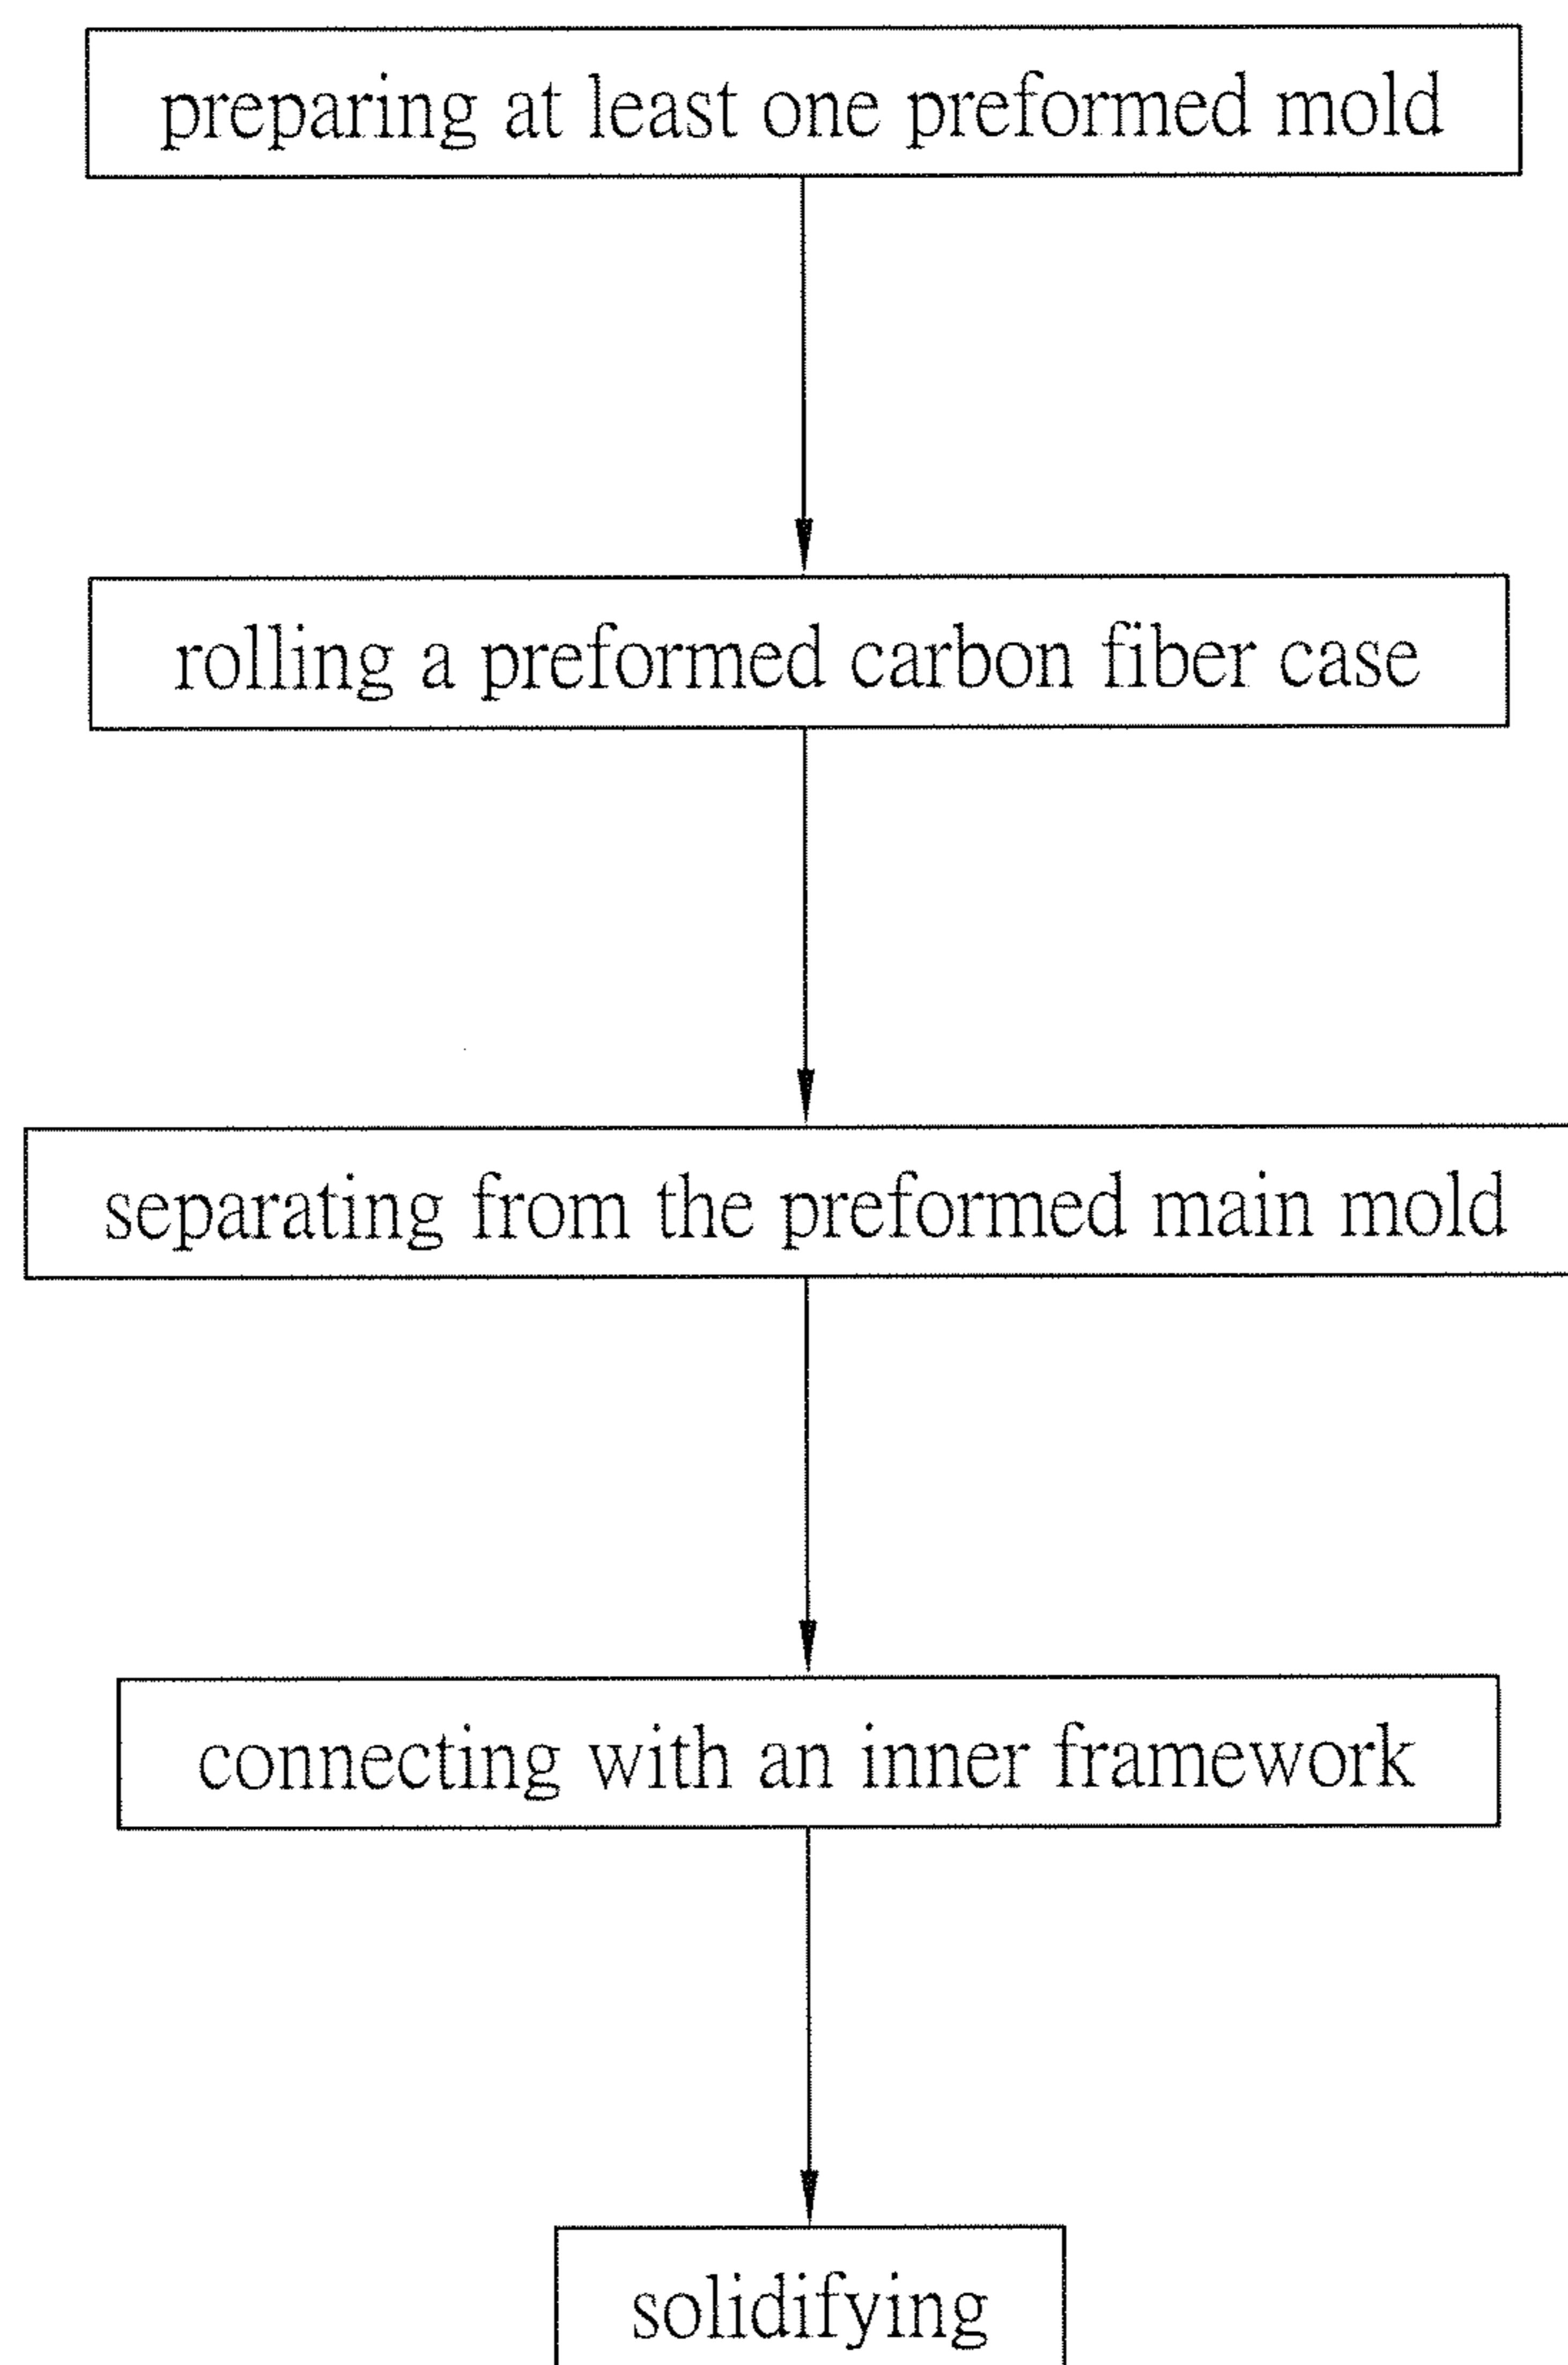 preparing at least one preformed mold
rolling a preformed carbon fiber case
separating from the preformed main mold
connecting with an inner framework
solidifying